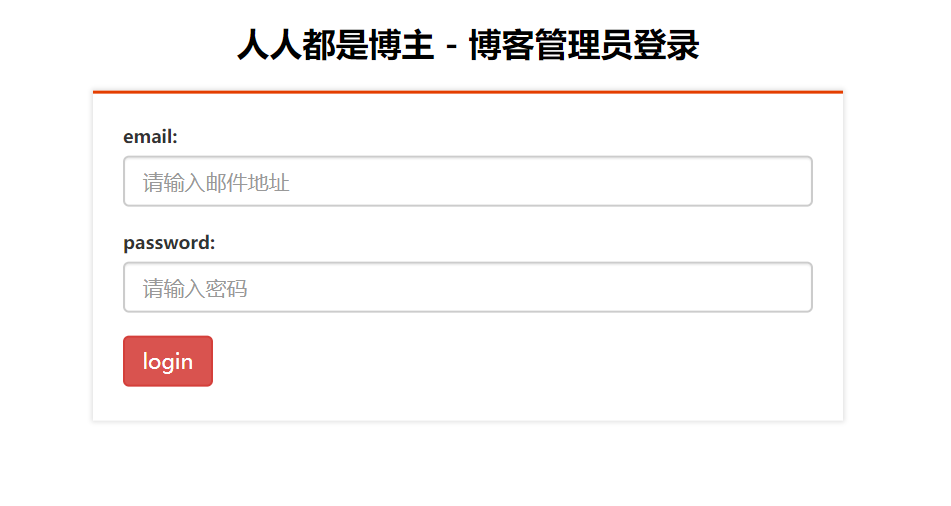 人人都是博主 - 博客管理员登录
email:
请输入邮件地址
password:
请输入密码
login